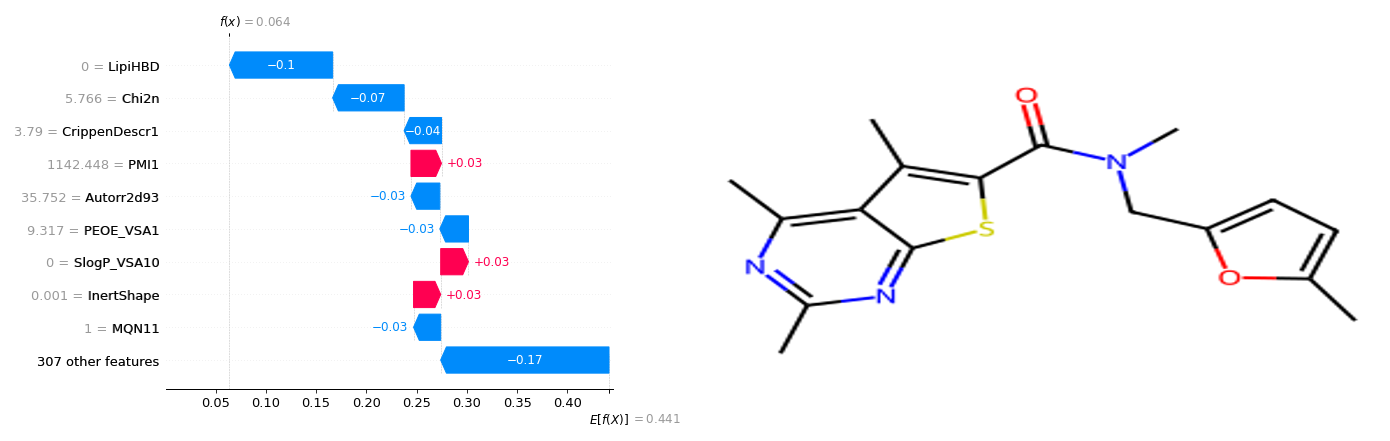 f(x) = 0.064
0 = LipiHBD
−0.1
5.766 = Chi2n
−0.07
3.79 = CrippenDescr1
−0.04
1142.448 = PMI1
+0.03
35.752 = Autorr2d93
−0.03
9.317 = PEOE_VSA1
−0.03
0 = SlogP_VSA10
+0.03
0.001 = InertShape
+0.03
1 = MQN11
−0.03
307 other features
−0.17
0.05 0.10 0.15 0.20 0.25 0.30 0.35 0.40
E[f(X)] = 0.441
O
N
S
N
O
N